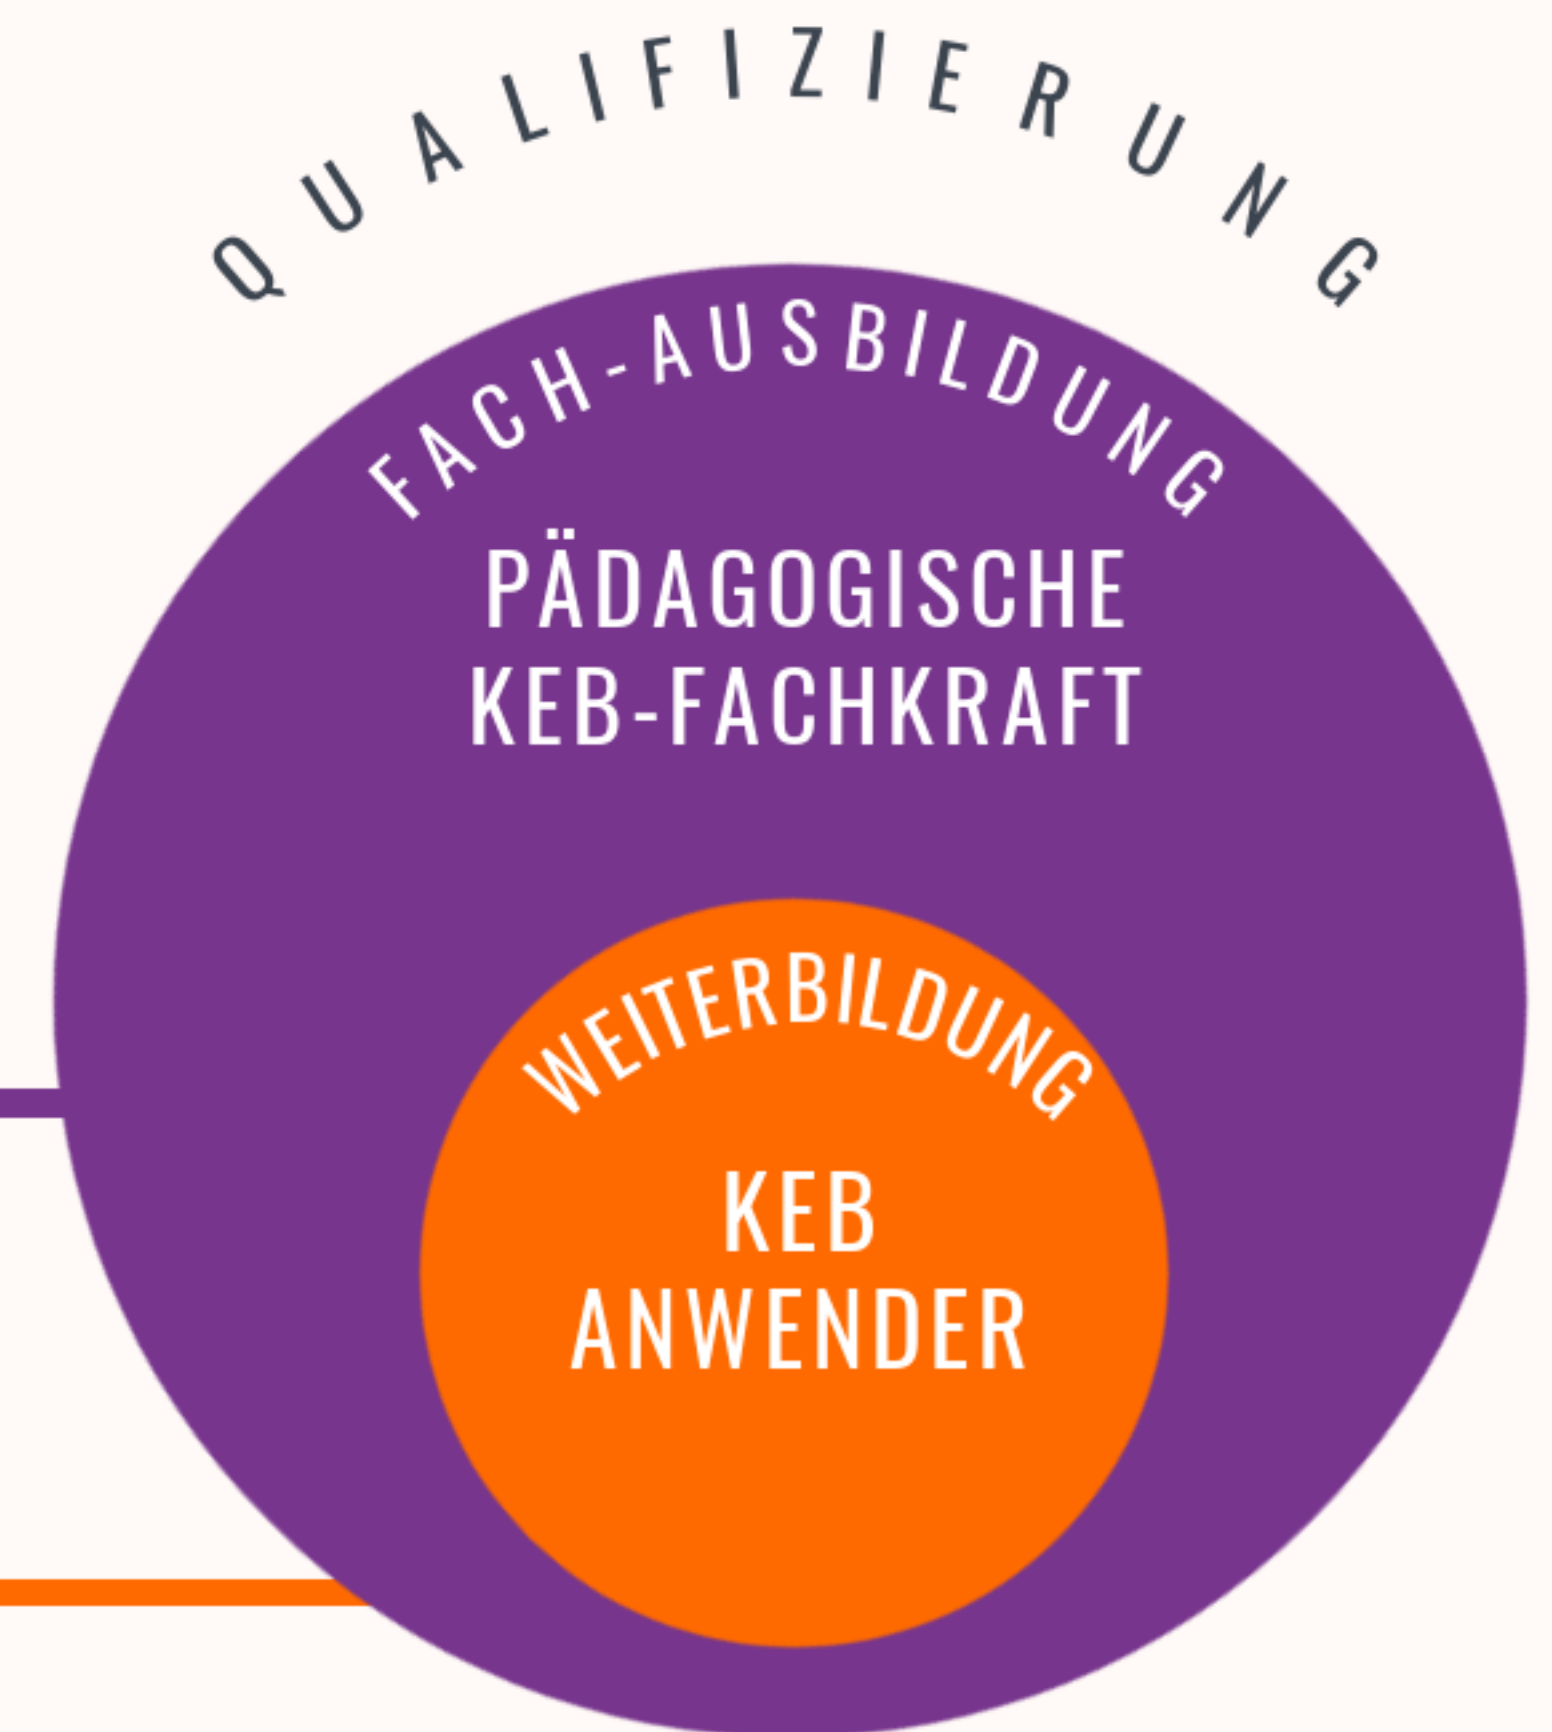 QUALIFIZIERUNG
FACH-AUSBILDUNG
PÄDAGOGISCHE
KEB-FACHKRAFT
WEITERBILDUNG
KEB
ANWENDER